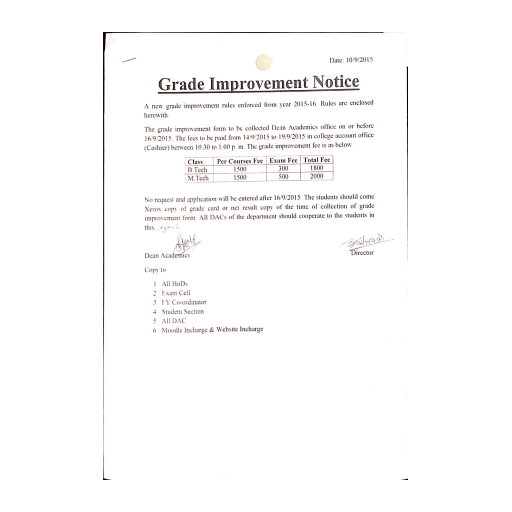 Date: 10/9/2015
Grade Improvement Notice
A new grade improvement rules enforced from year 2015-16. Rules are enclosed
herewith.
The grade improvement form to be collected Dean Academics office on or before
16/9/2015. The fees to be paid from 14/9/2015 to 19/9/2015 in college account office
(Cashier) between 10.30 to 1.00 p. m. The grade improvement fee is as below
Class Per Courses Fee Exam Fee Total Fee
B.Tech 1500 300 1800
M.Tech 1500 500 2000
No request and application will be entered after 16/9/2015. The students should come
Xerox copy of grade card or net result copy of the time of collection of grade
improvement form. All DACs of the department should cooperate to the students in
this
Dean Academics
Director
Copy to
1 All HoDs
2 Exam Cell
3 FY Co-ordinator
4 Student Section
5 All DAC
6 Moodle Incharge & Website Incharge